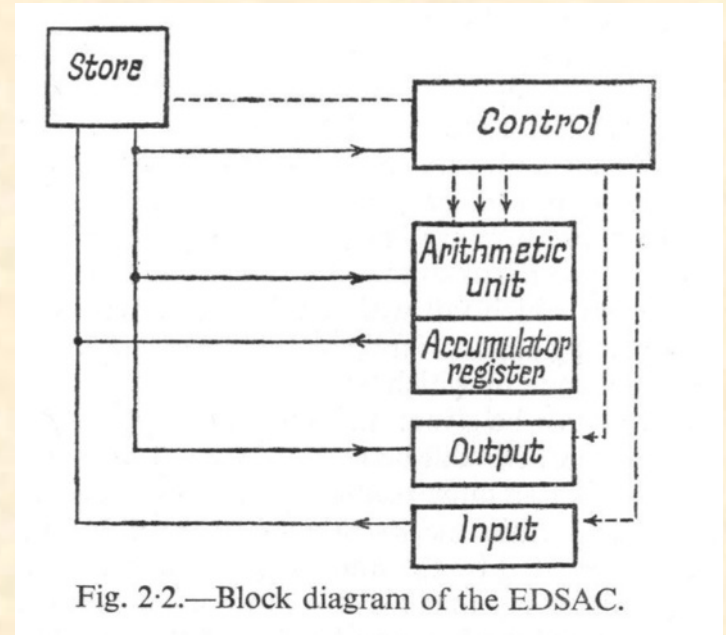 Store
Control
Arithmetic
unit
Accumulator
register
Output
Input
Fig. 2·2.—Block diagram of the EDSAC.